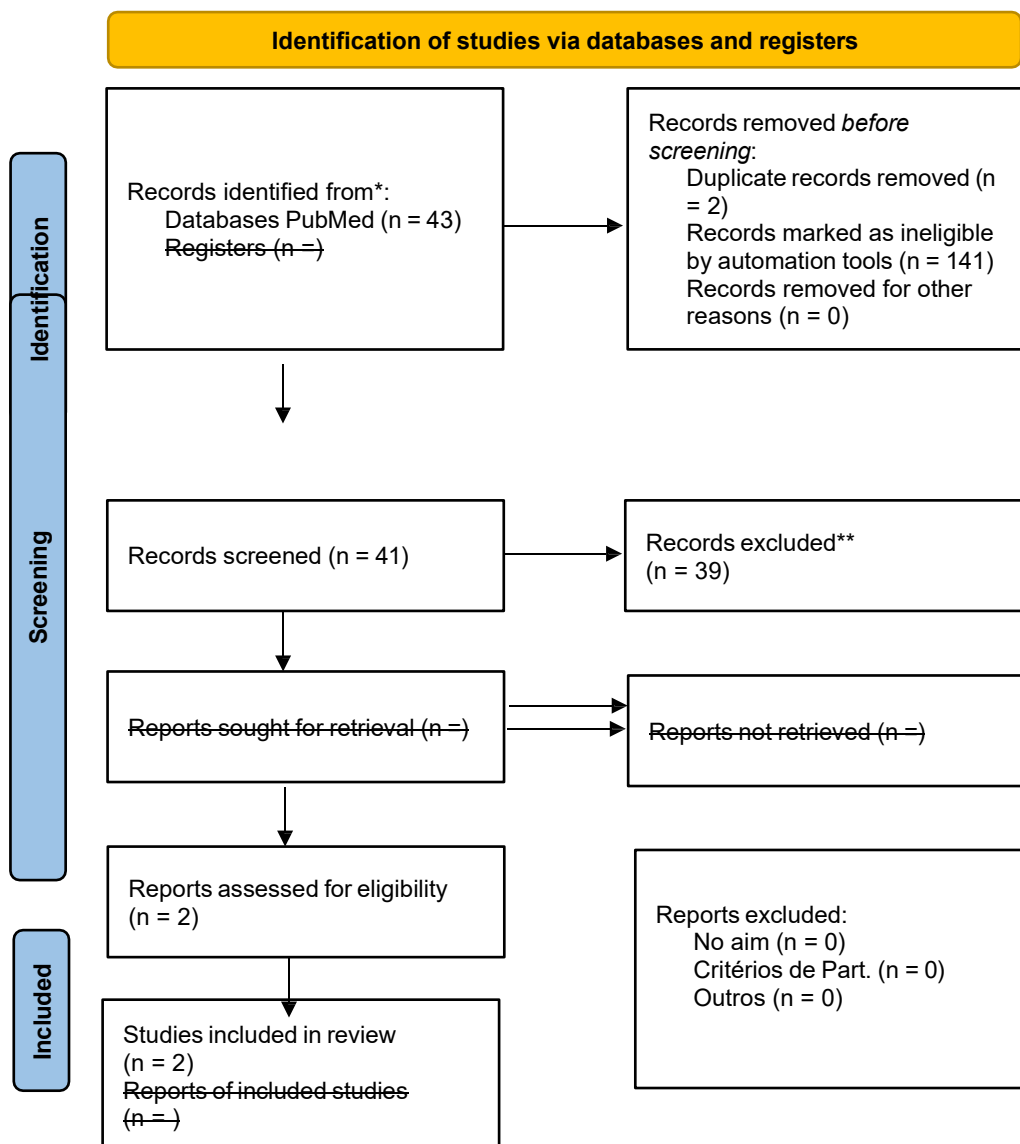 Identification of studies via databases and registers
Identification
Records identified from*:
Databases PubMed (n = 43)
Registers (n =)
Records removed before
screening:
Duplicate records removed (n
= 2)
Records marked as ineligible
by automation tools (n = 141)
Records removed for other
reasons (n = 0)
Screening
Records screened (n = 41)
Records excluded**
(n = 39)
Reports sought for retrieval (n =)
Reports not retrieved (n =)
Reports assessed for eligibility
(n = 2)
Reports excluded:
No aim (n = 0)
Critérios de Part. (n = 0)
Outros (n = 0)
Included
Studies included in review
(n = 2)
Reports of included studies
(n = )